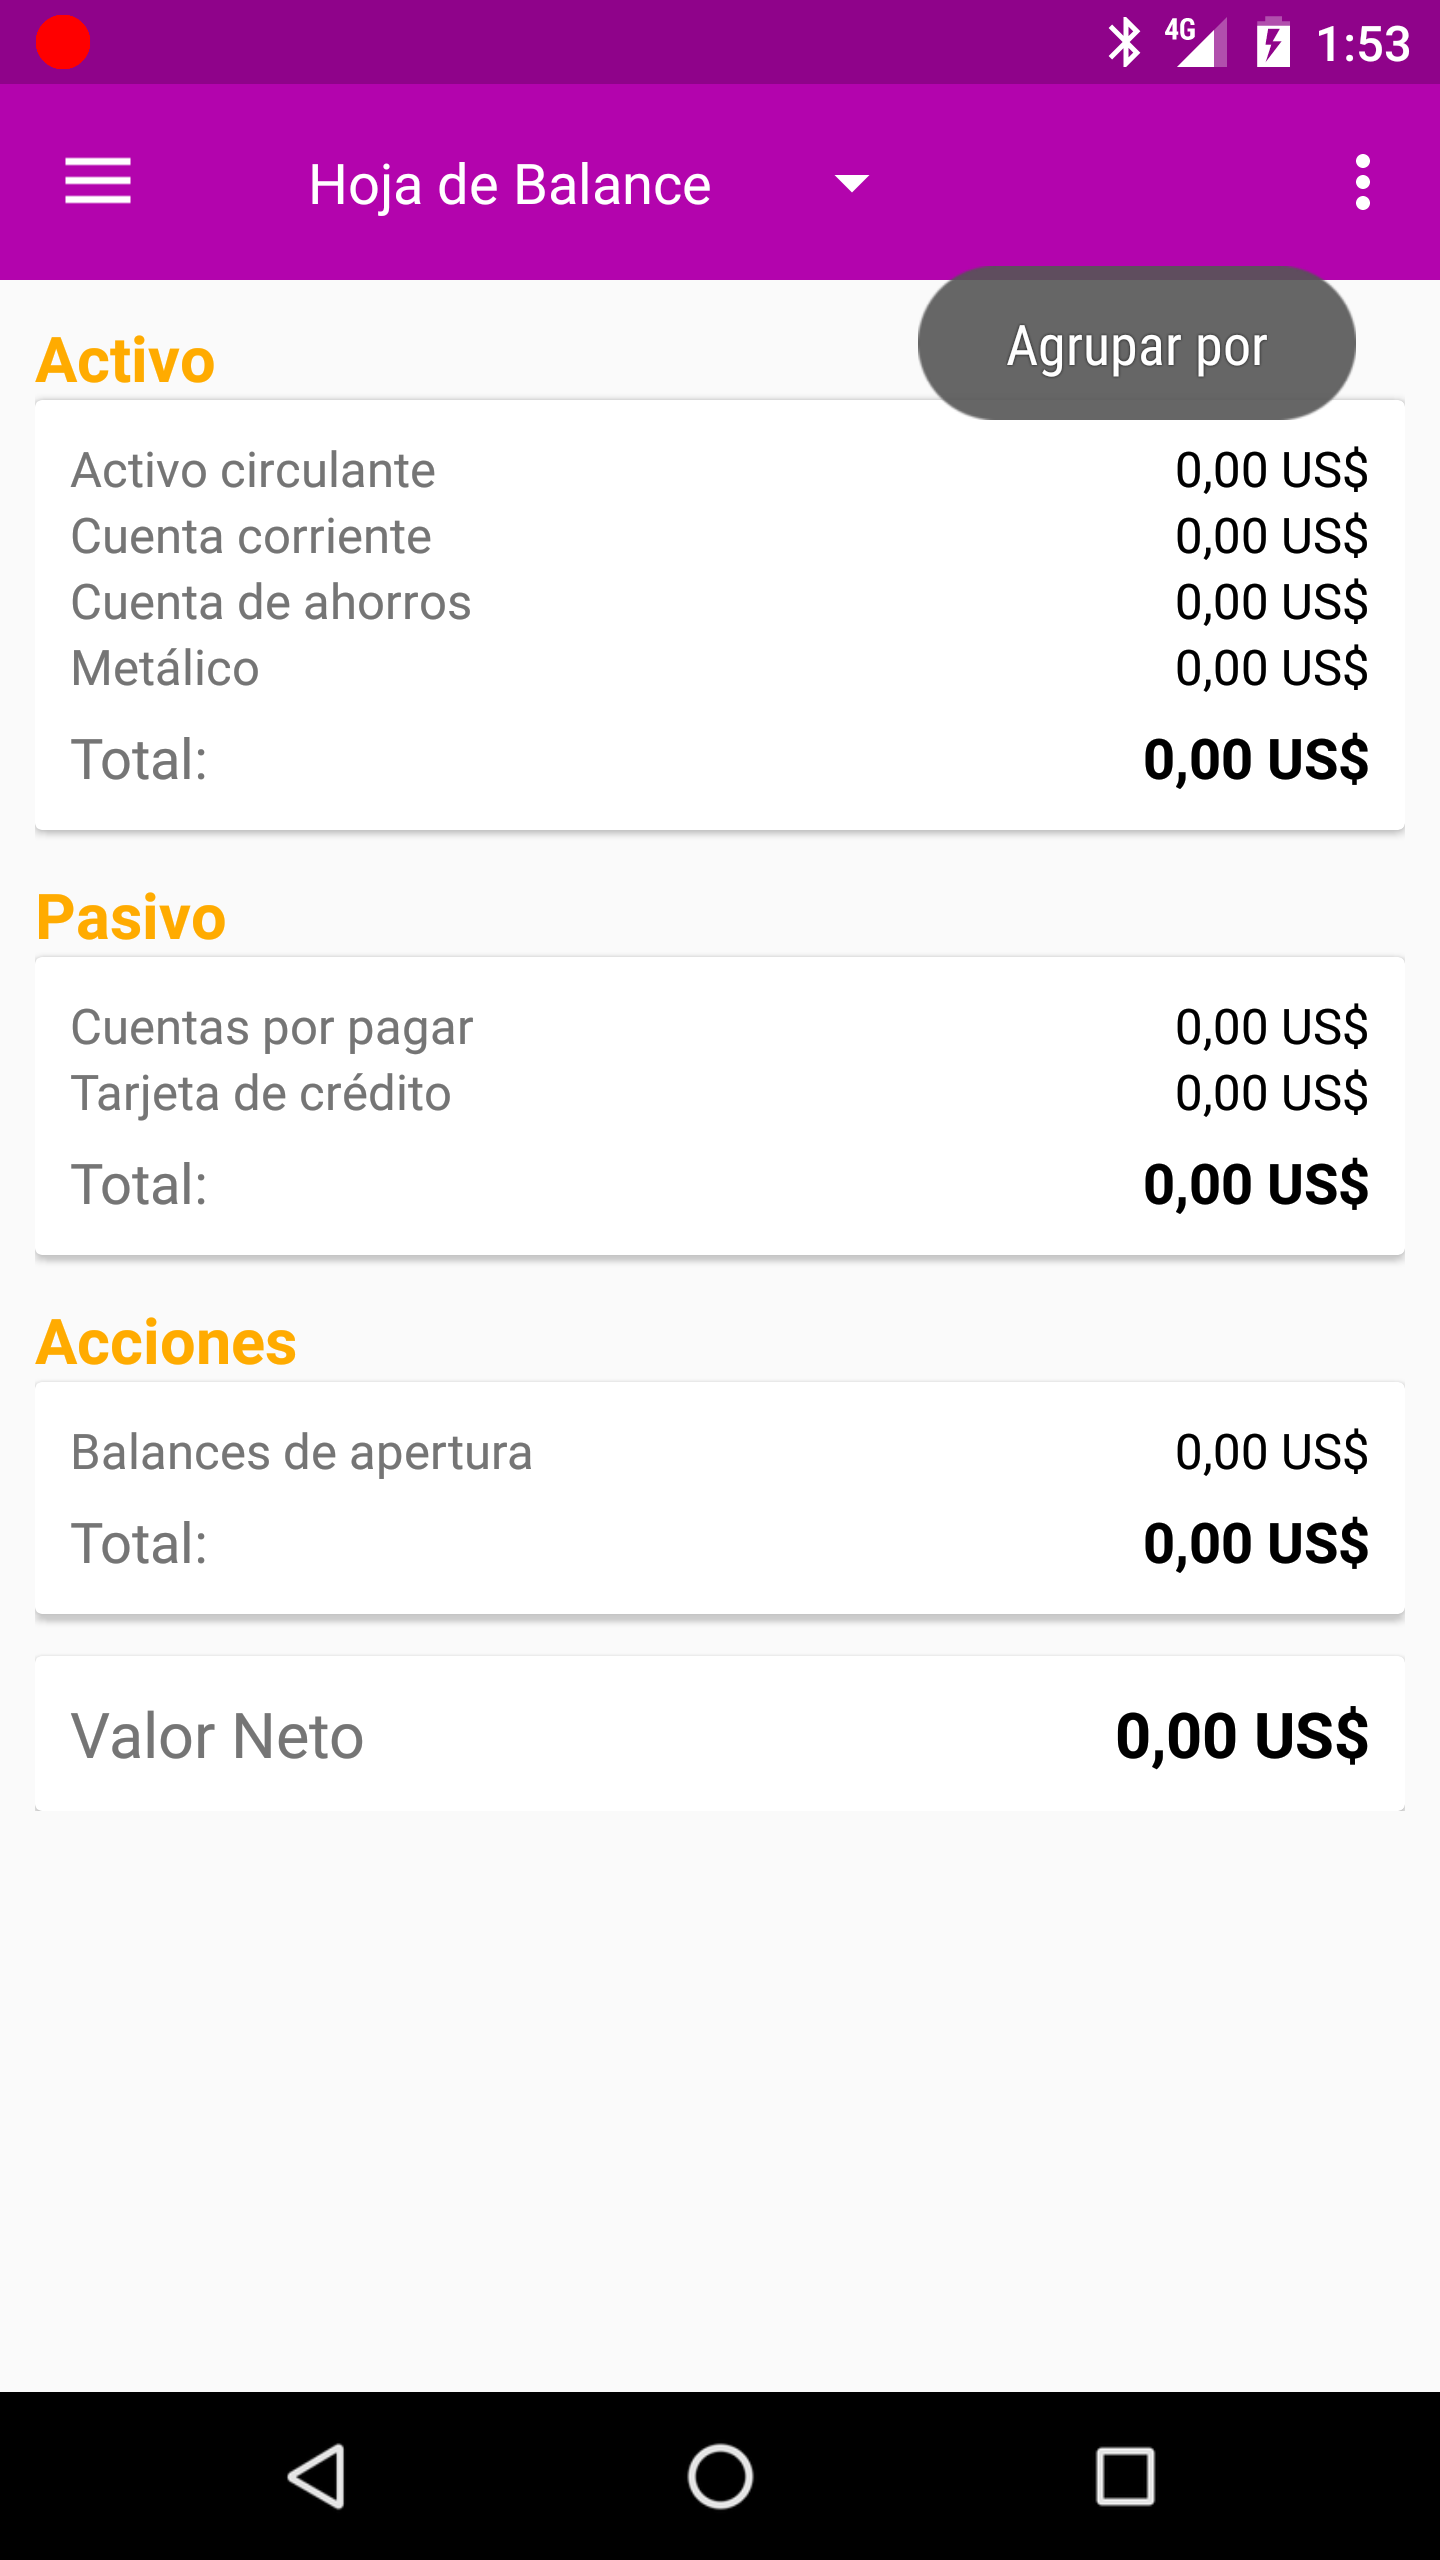 4G 1:53
Hoja de Balance
Agrupar por
Activo
Activo circulante 0,00 US$
Cuenta corriente 0,00 US$
Cuenta de ahorros 0,00 US$
Metálico 0,00 US$
Total: 0,00 US$
Pasivo
Cuentas por pagar 0,00 US$
Tarjeta de crédito 0,00 US$
Total: 0,00 US$
Acciones
Balances de apertura 0,00 US$
Total: 0,00 US$
Valor Neto 0,00 US$